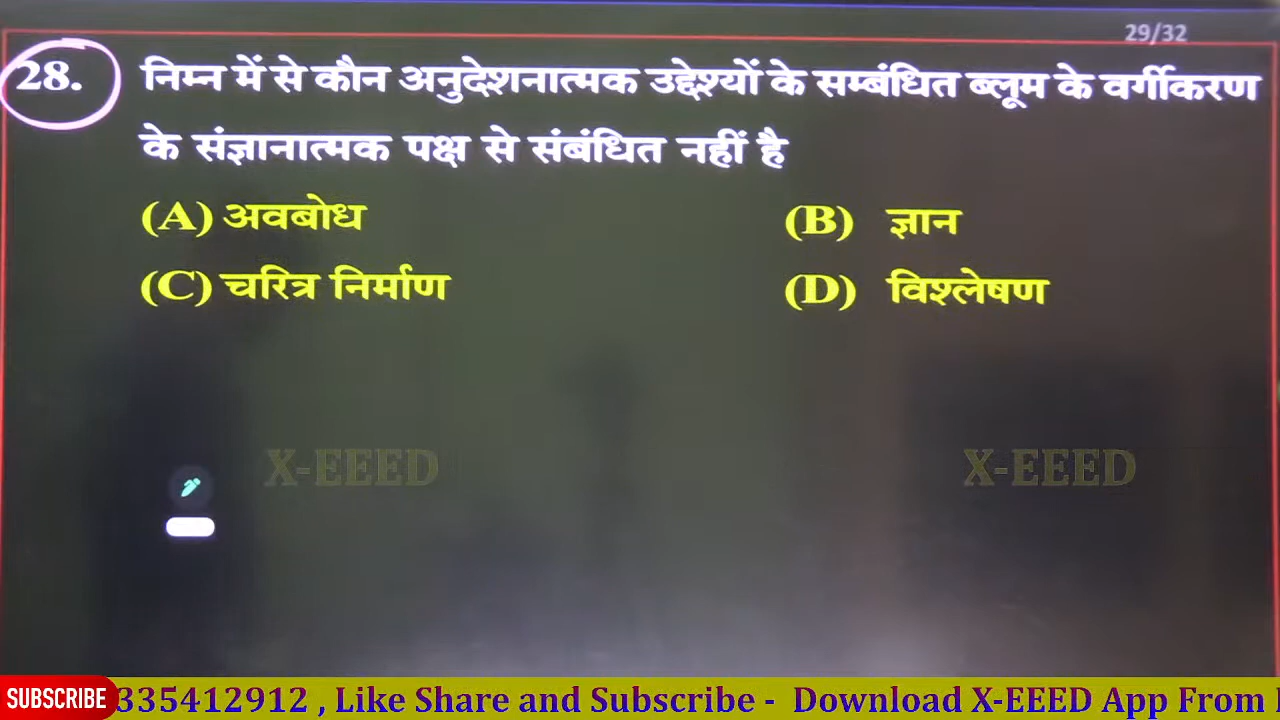 29/32
28. निम्न में से कौन अनुदेशनात्मक उद्देश्यों के सम्बंधित ब्लूम के वर्गीकरण
के संज्ञानात्मक पक्ष से संबंधित नहीं है
(A) अवबोध (B) ज्ञान
(C) चरित्र निर्माण (D) विश्लेषण
X-EEED X-EEED
SUBSCRIBE 335412912 , Like Share and Subscribe - Download X-EEED App From